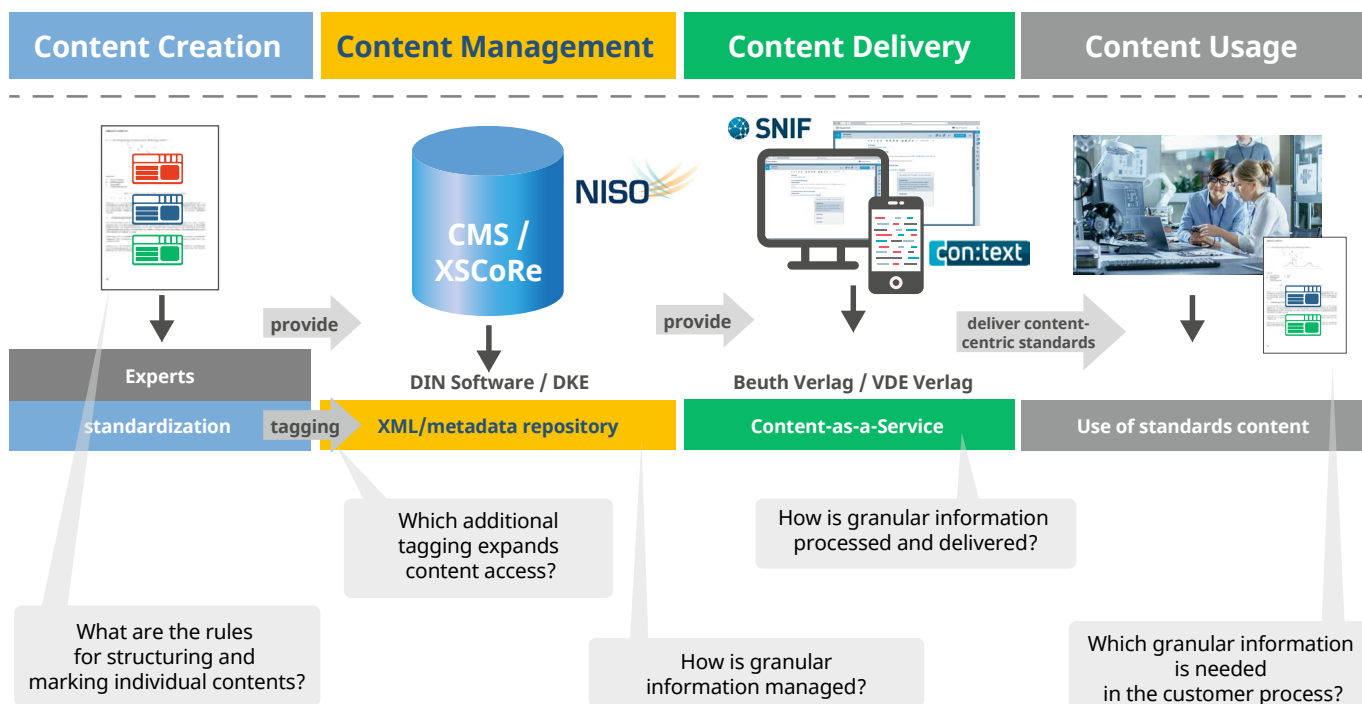 Content Creation
Content Management
Content Delivery
Content Usage
SNIF
NISO
CMS /
XSCoRe
con:text
provide
provide
deliver content-
centric standards
Experts
DIN Software / DKE
Beuth Verlag / VDE Verlag
standardization
tagging
XML/metadata repository
Content-as-a-Service
Use of standards content
Which additional
tagging expands
content access?
How is granular information
processed and delivered?
What are the rules
for structuring and
marking individual contents?
How is granular
information managed?
Which granular information
is needed
in the customer process?